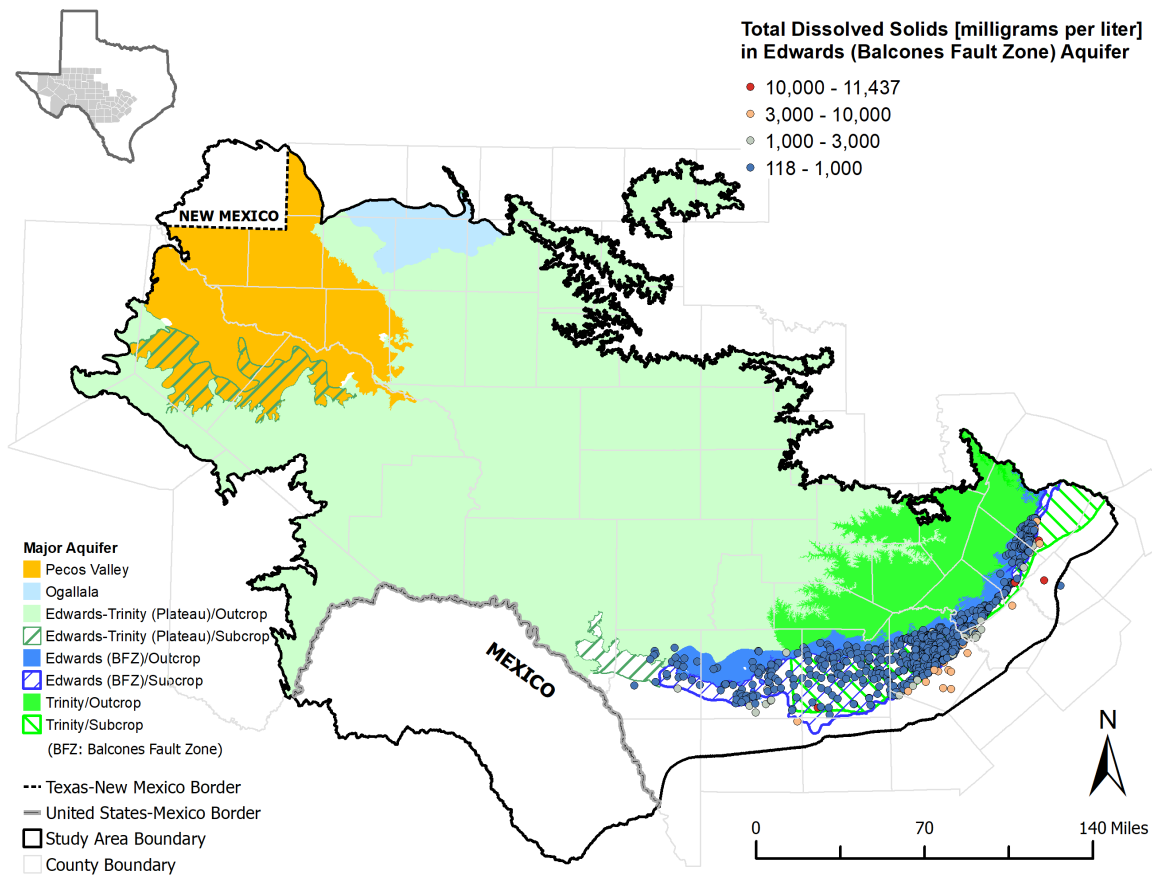 Total Dissolved Solids [milligrams per liter]
in Edwards (Balcones Fault Zone) Aquifer
10,000 - 11,437
3,000 - 10,000
1,000 - 3,000
118 - 1,000
NEW MEXICO
MEXICO
Major Aquifer
Pecos Valley
Ogallala
Edwards-Trinity (Plateau)/Outcrop
Edwards-Trinity (Plateau)/Subcrop
Edwards (BFZ)/Outcrop
Edwards (BFZ)/Subcrop
Trinity/Outcrop
Trinity/Subcrop
(BFZ: Balcones Fault Zone)
Texas-New Mexico Border
United States-Mexico Border
Study Area Boundary
County Boundary
N
0 70 140 Miles